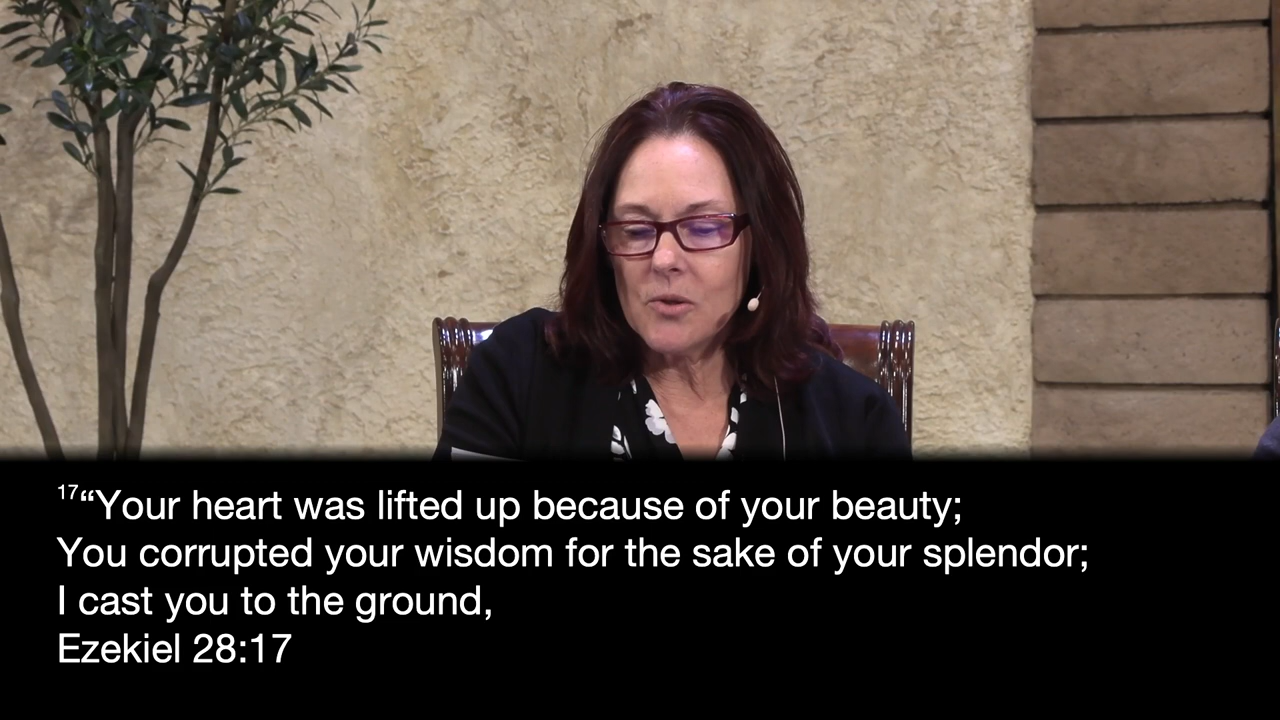 17“Your heart was lifted up because of your beauty;
You corrupted your wisdom for the sake of your splendor;
I cast you to the ground,
Ezekiel 28:17